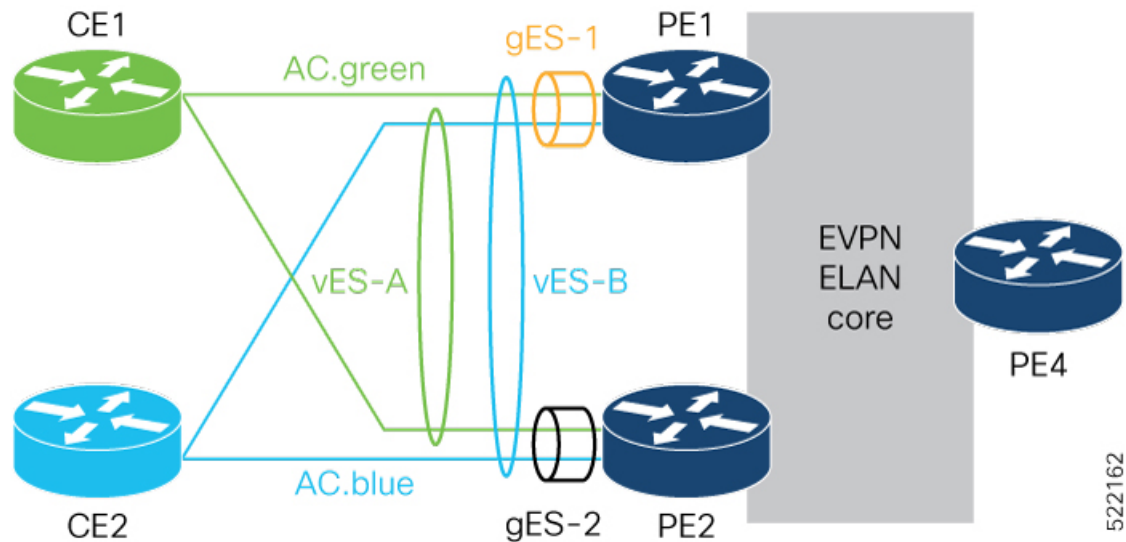 CE1
PE1
gES-1
AC.green
vES-A
vES-B
EVPN
ELAN
core
PE4
AC.blue
CE2
gES-2
PE2
522162